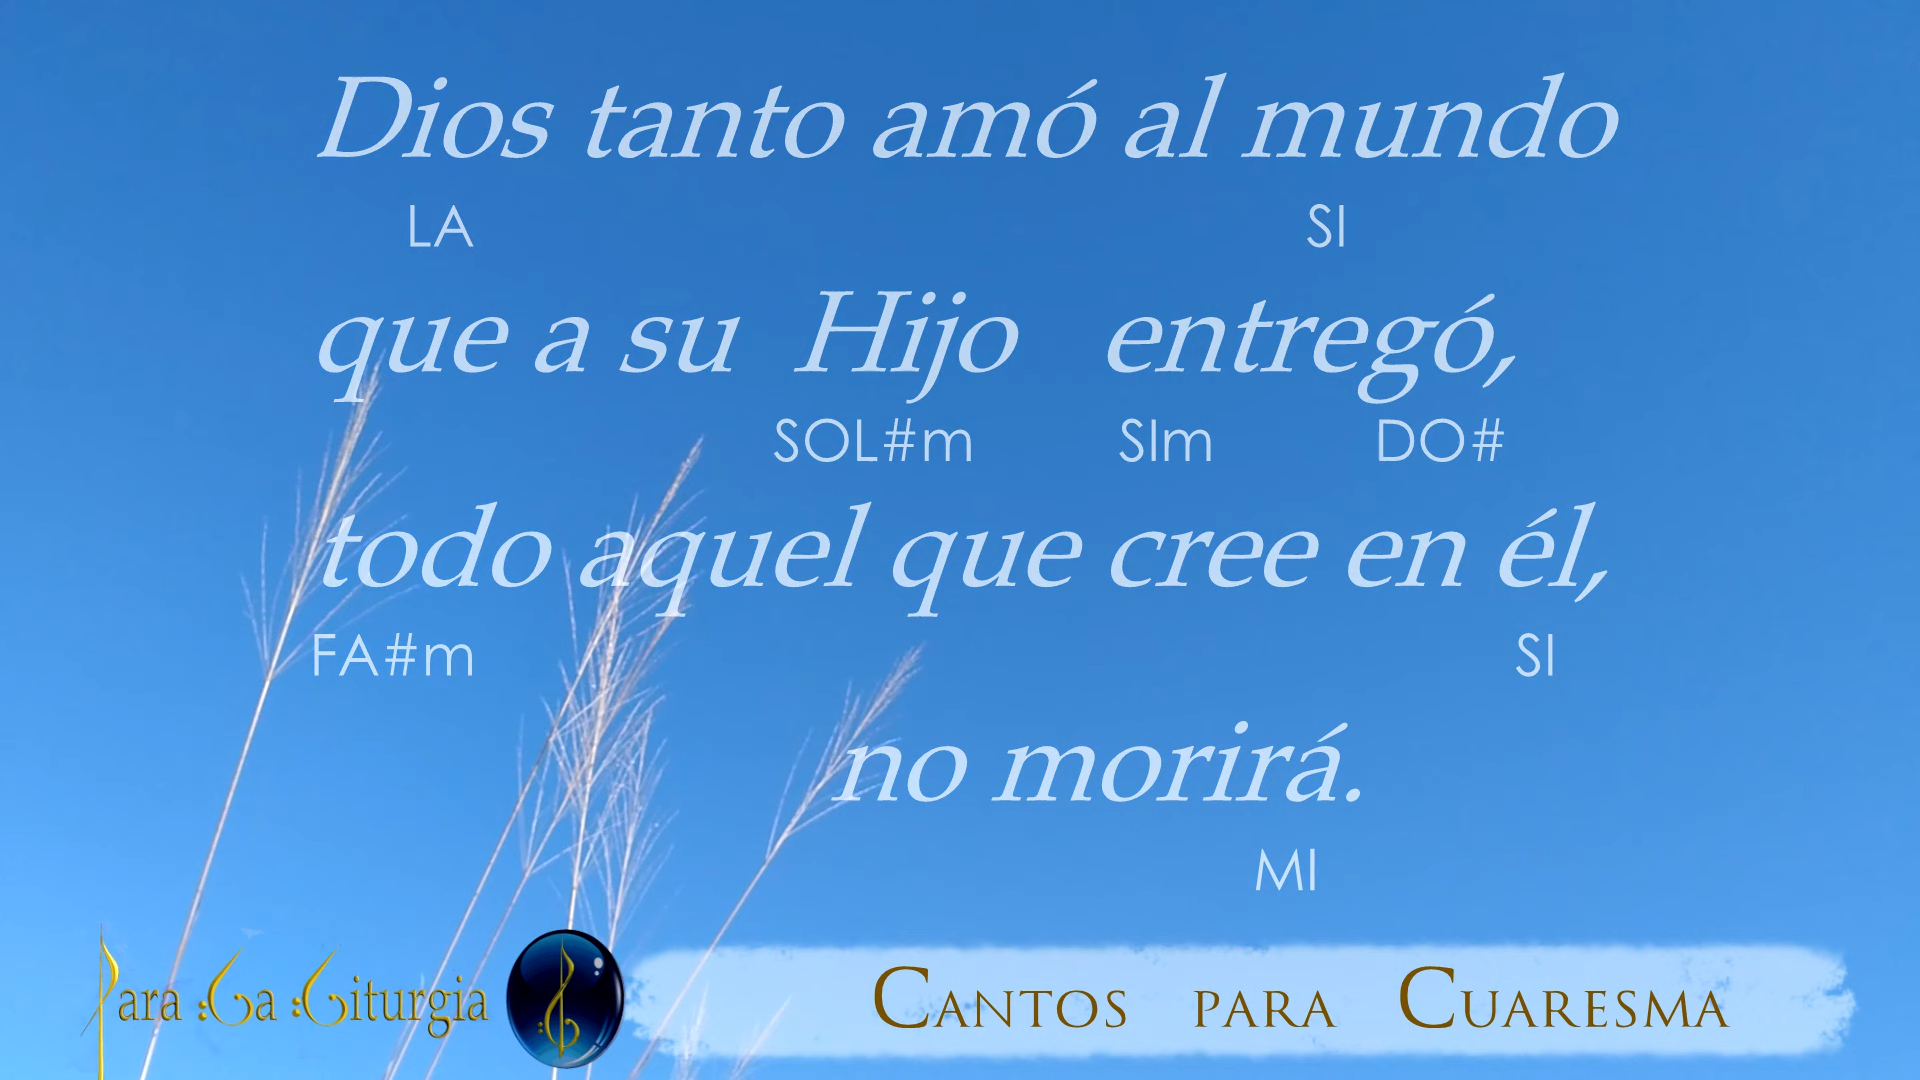 Dios tanto amó al mundo
LA SI
que a su Hijo entregó,
SOL#m SIm DO#
todo aquel que cree en él,
FA#m SI
no morirá.
MI
Para La Liturgia
Cantos para Cuaresma